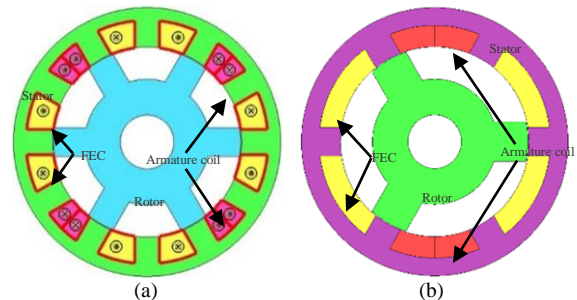 Stator
FEC
Armature coil
Rotor
(a)
Stator
FEC
Armature coil
Rotor
(b)